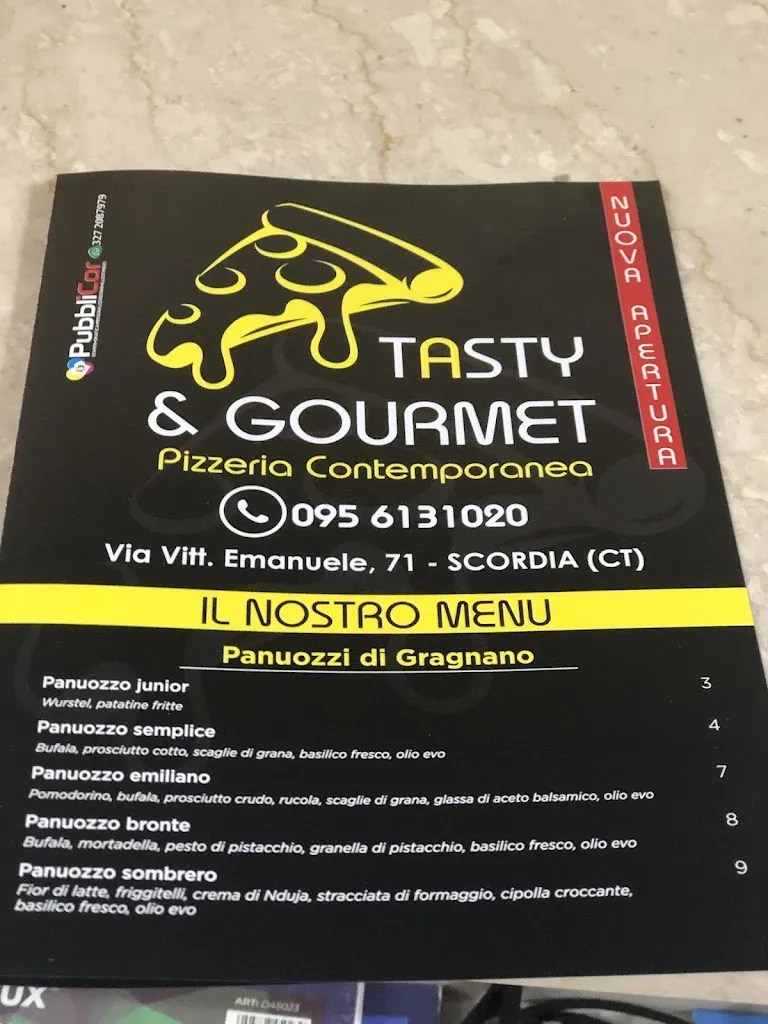 PubbliCor 327 2087979
NUOVA APERTURA
TASTY
& GOURMET
Pizzeria Contemporanea
095 6131020
Via Vitt. Emanuele, 71 - SCORDIA (CT)
IL NOSTRO MENU
Panuozzi di Gragnano
Panuozzo junior 3
Wurstel, patatine fritte
Panuozzo semplice 4
Bufala, prosciutto cotto, scaglie di grana, basilico fresco, olio evo
Panuozzo emiliano 7
Pomodorino, bufala, prosciutto crudo, rucola, scaglie di grana, glassa di aceto balsamico, olio evo
Panuozzo bronte 8
Bufala, mortadella, pesto di pistacchio, granella di pistacchio, basilico fresco, olio evo
Panuozzo sombrero 9
Fior di latte, friggitelli, crema di Nduja, stracciata di formaggio, cipolla croccante,
basilico fresco, olio evo
UX
ART: O45023